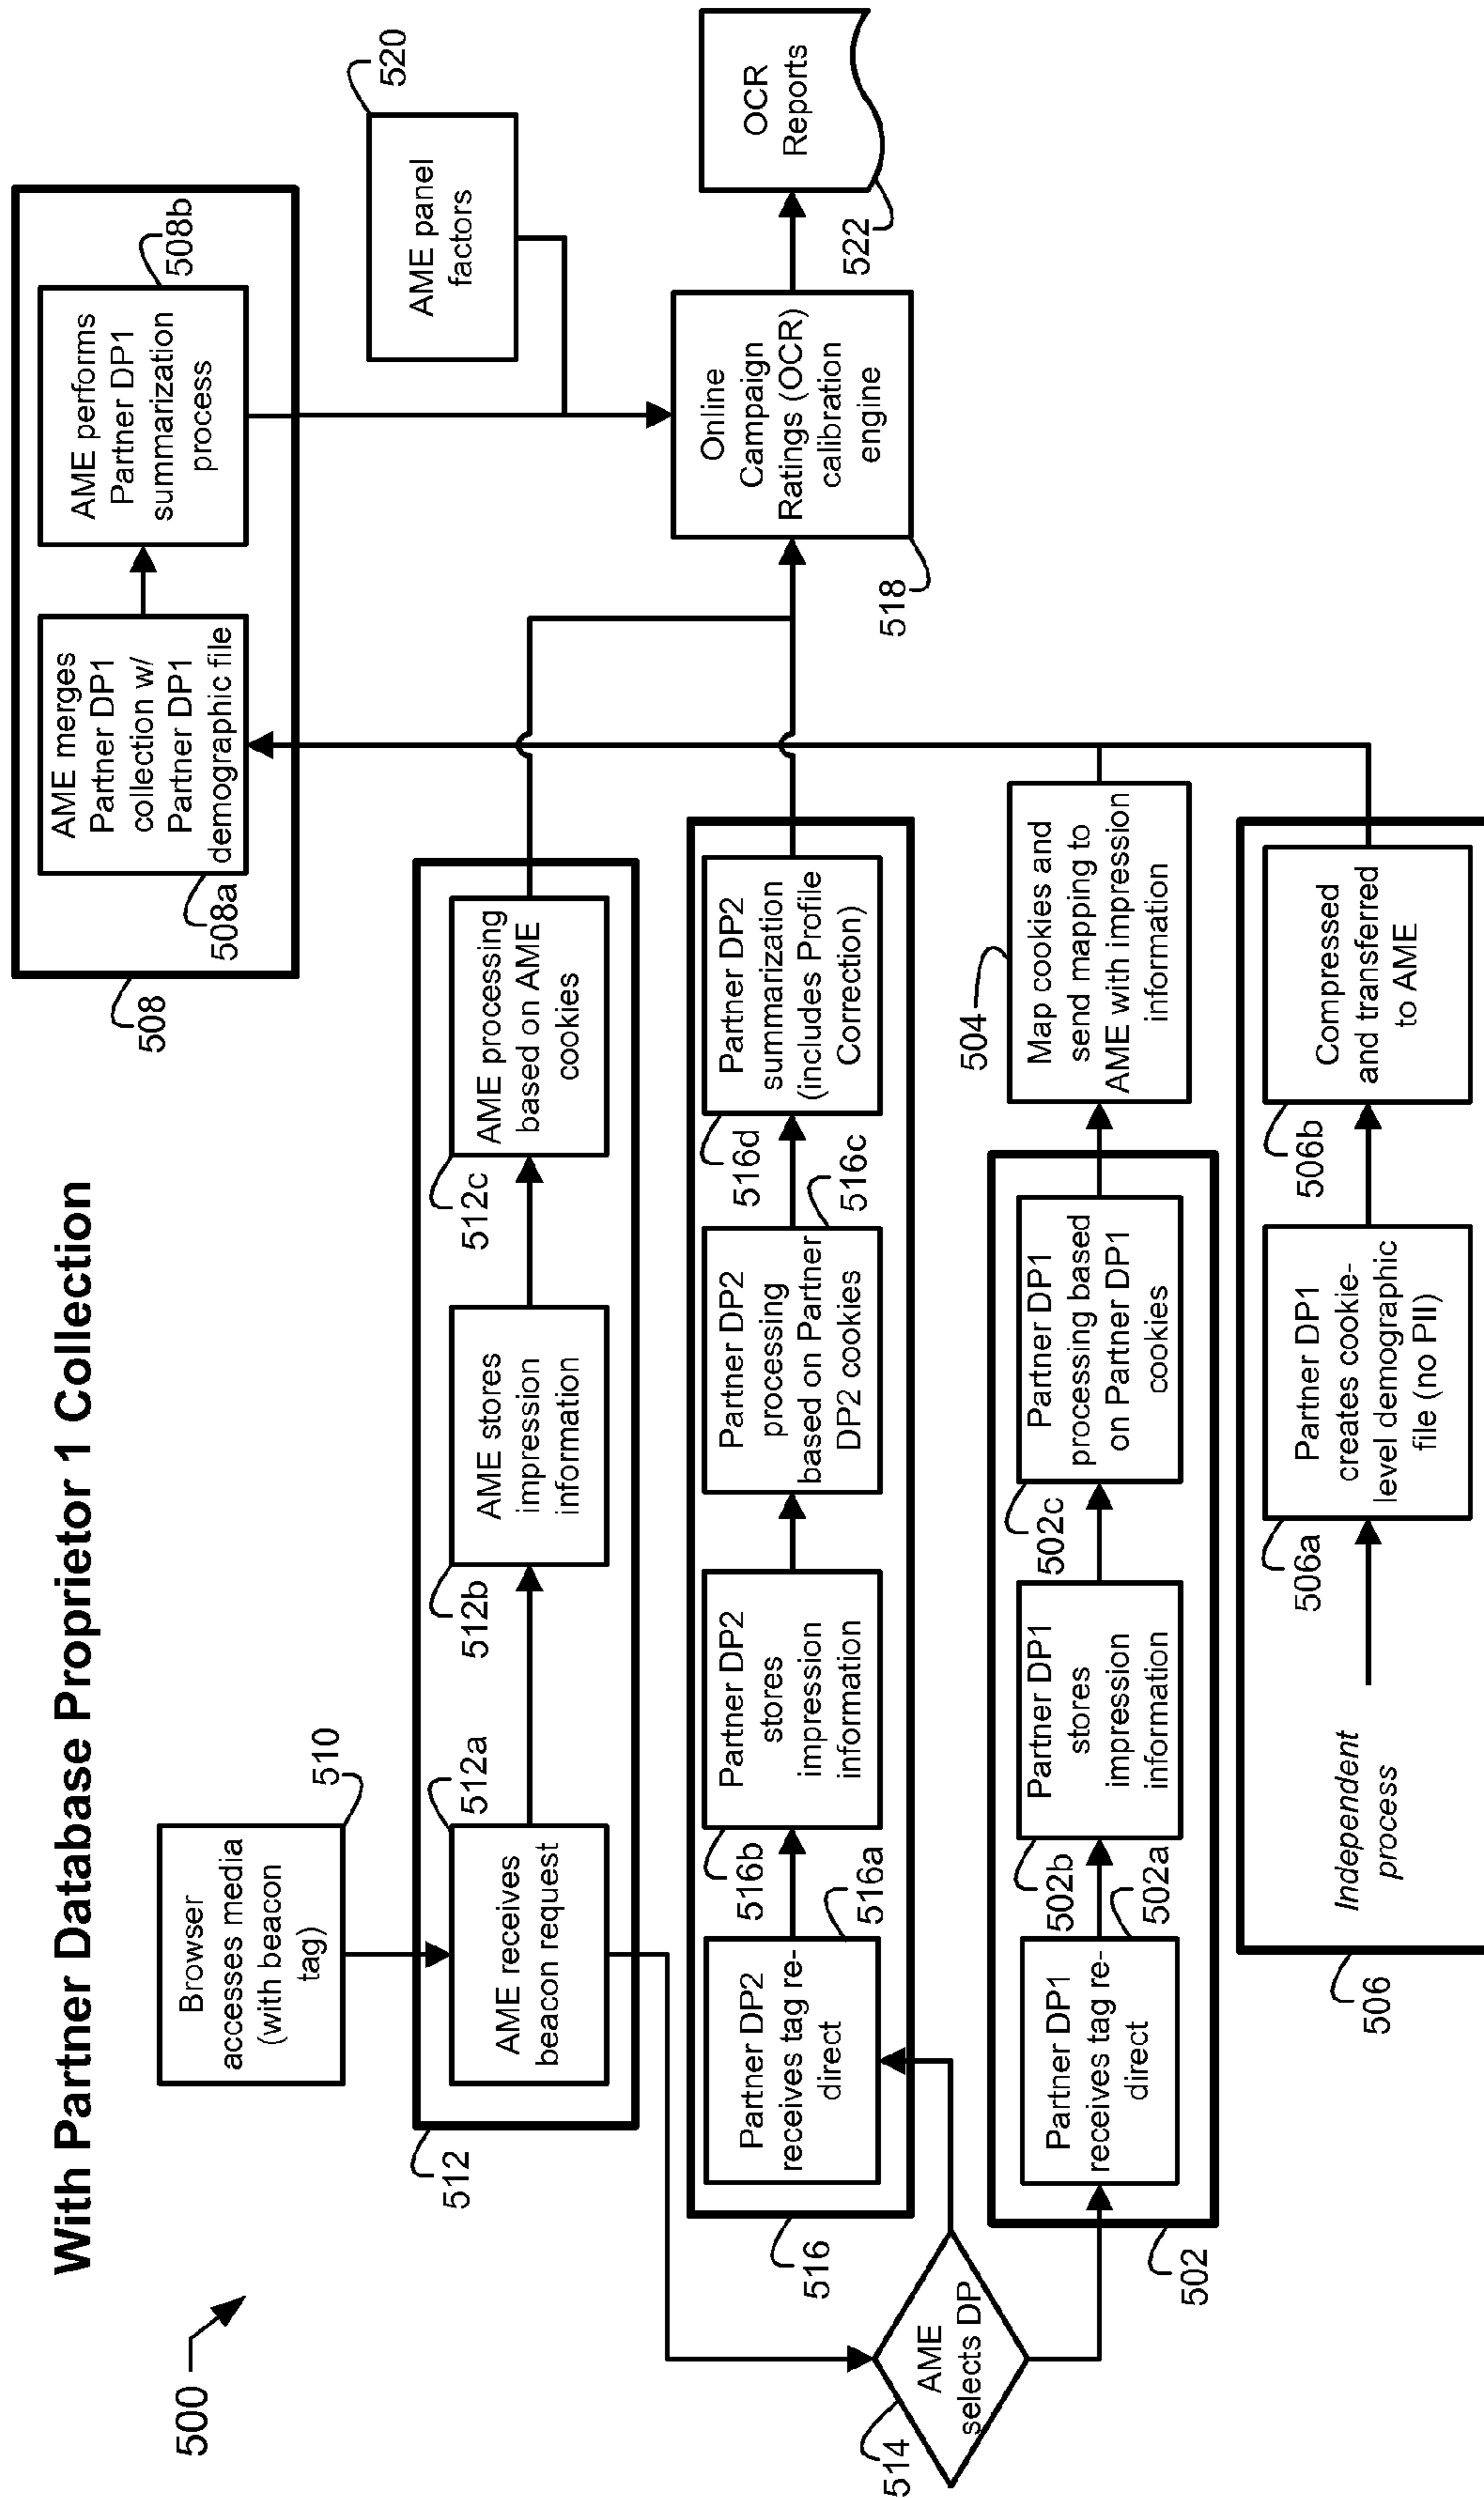 With Partner Database Proprietor 1 Collection
500
Browser
accesses media
(with beacon
tag)
510
AME receives
beacon request
512a
AME stores
impression
information
512b
AME processing
based on AME
cookies
512c
512
AME merges
Partner DP1
collection w/
Partner DP1
demographic file
508a
AME performs
Partner DP1
summarization
process
508b
508
AME panel
factors
520
AME
selects DP
514
Partner DP2
receives tag re-
direct
516a
Partner DP2
stores
impression
information
516b
Partner DP2
processing
based on Partner
DP2 cookies
516c
Partner DP2
summarization
(includes Profile
Correction)
516d
516
Online
Campaign
Ratings (OCR)
calibration
engine
518
OCR
Reports
522
Partner DP1
receives tag re-
direct
502a
Partner DP1
stores
impression
information
502b
Partner DP1
processing based
on Partner DP1
cookies
502c
502
Map cookies and
send mapping to
AME with impression
information
504
Independent
process
Partner DP1
creates cookie-
level demographic
file (no PII)
506a
Compressed
and transferred
to AME
506b
506